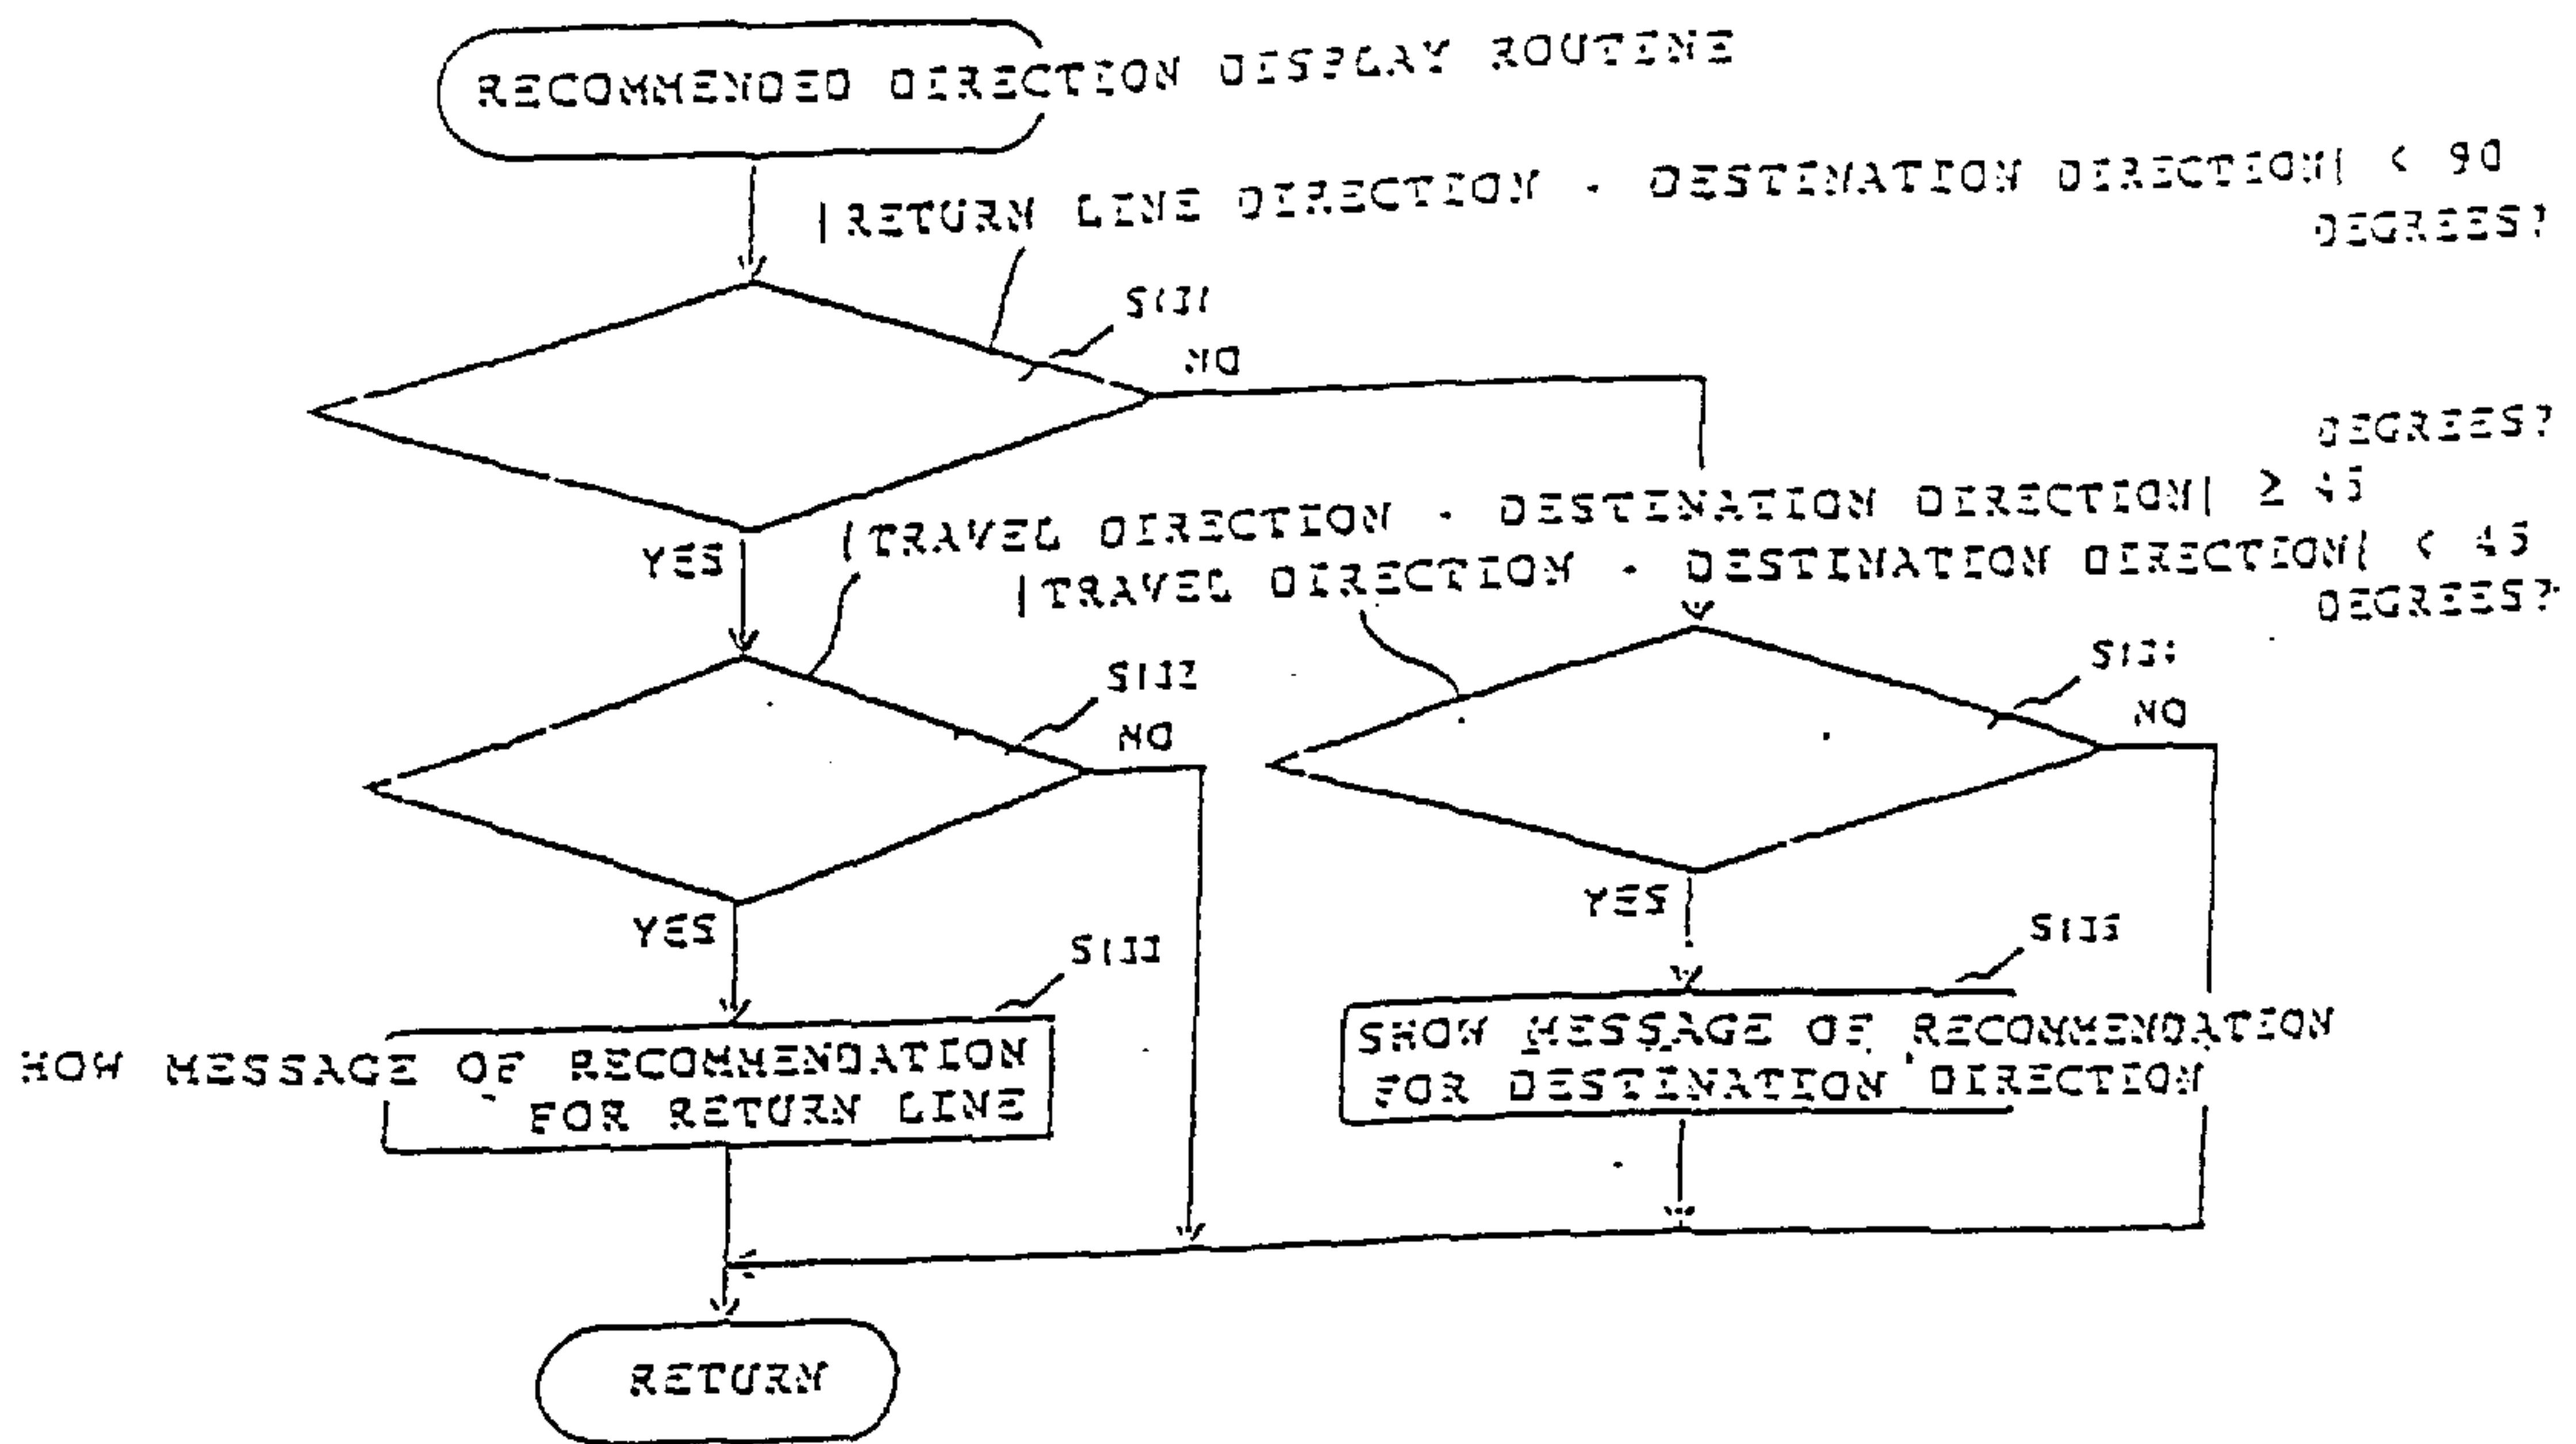 RECOMMENDED DIRECTION DISPLAY ROUTINE
|RETURN LINE DIRECTION - DESTINATION DIRECTION| < 90
DEGREES?
NO
DEGREES?
|TRAVEL DIRECTION - DESTINATION DIRECTION| ≥ 45
YES
|TRAVEL DIRECTION - DESTINATION DIRECTION| < 45
DEGREES?
NO
NO
YES
YES
HOW MESSAGE OF RECOMMENDATION
FOR RETURN LINE
SHOW MESSAGE OF RECOMMENDATION
FOR DESTINATION DIRECTION
RETURN